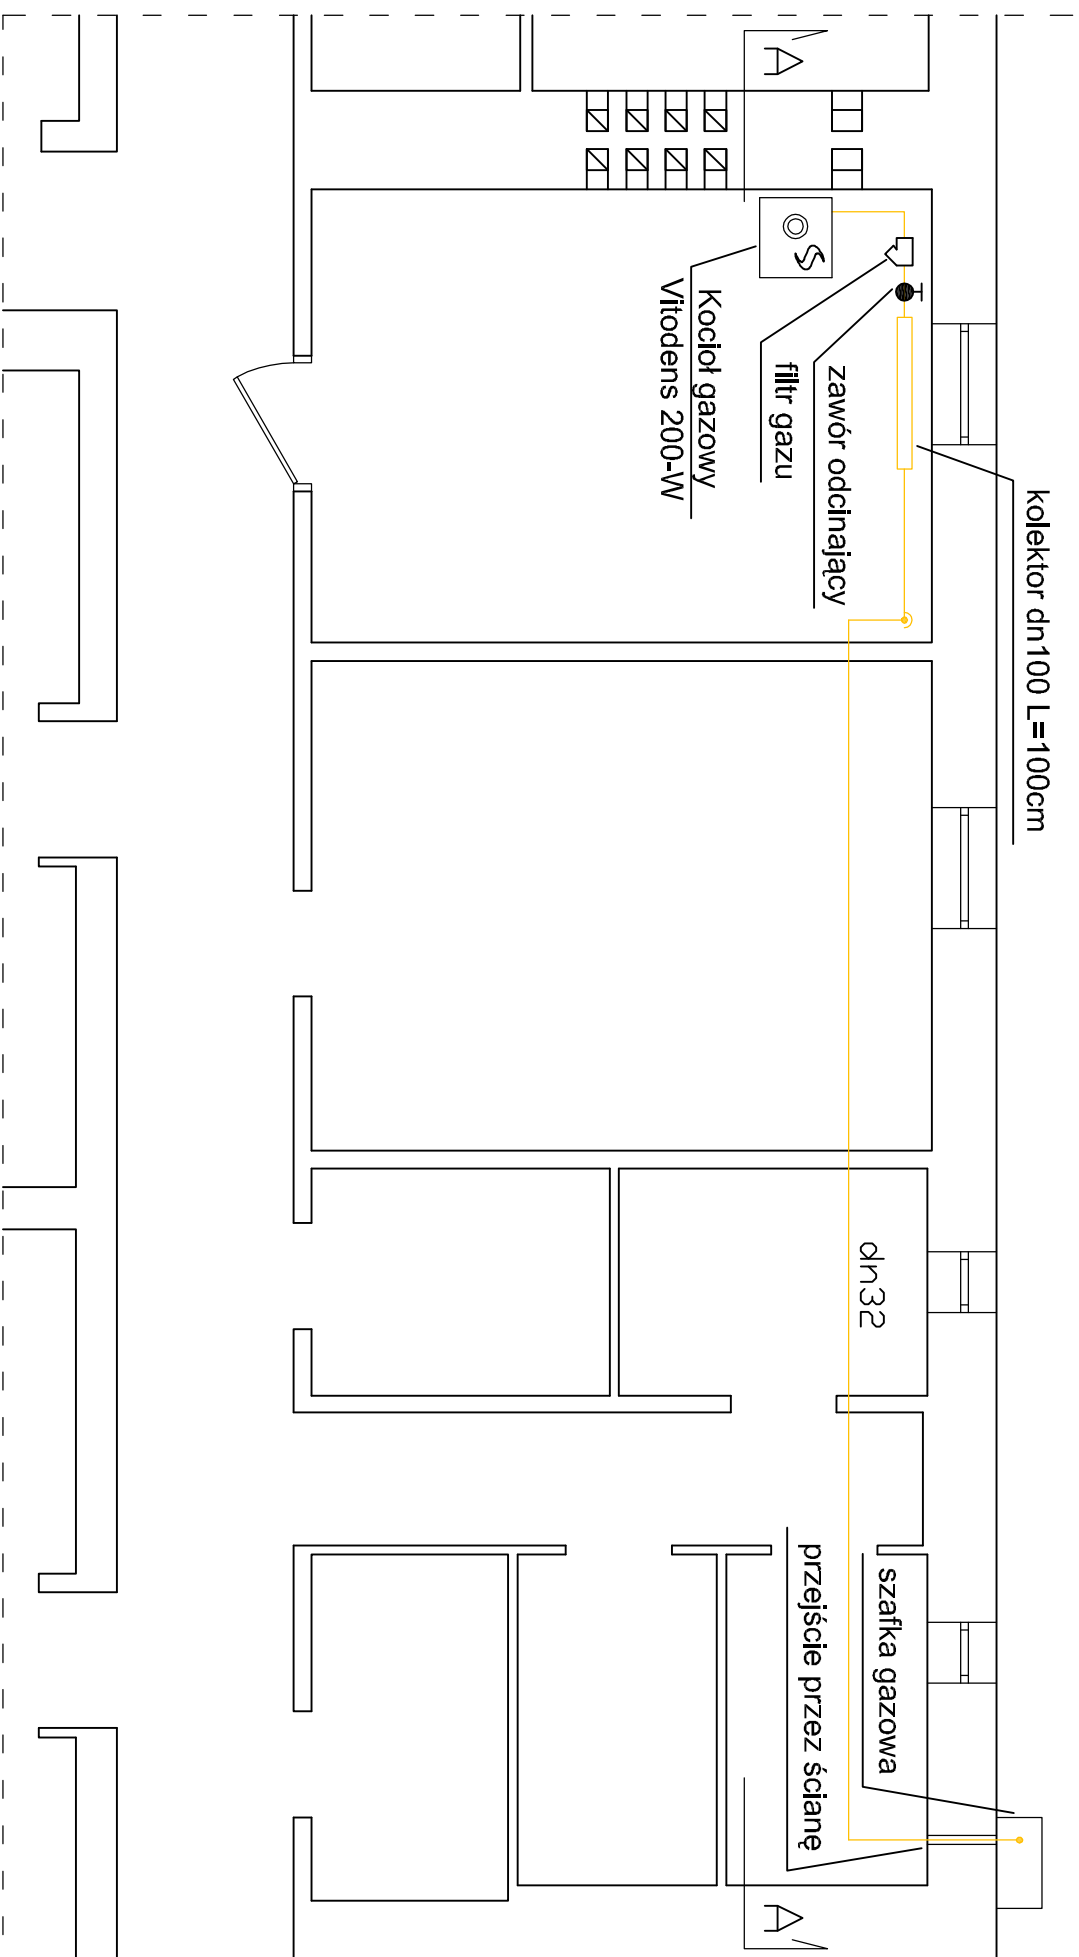 A
kolektor dn100 L=100cm
zawór odcinający
filtr gazu
Kocioł gazowy
Vitodens 200-W
dn32
szafka gazowa
przejście przez ścianę
A